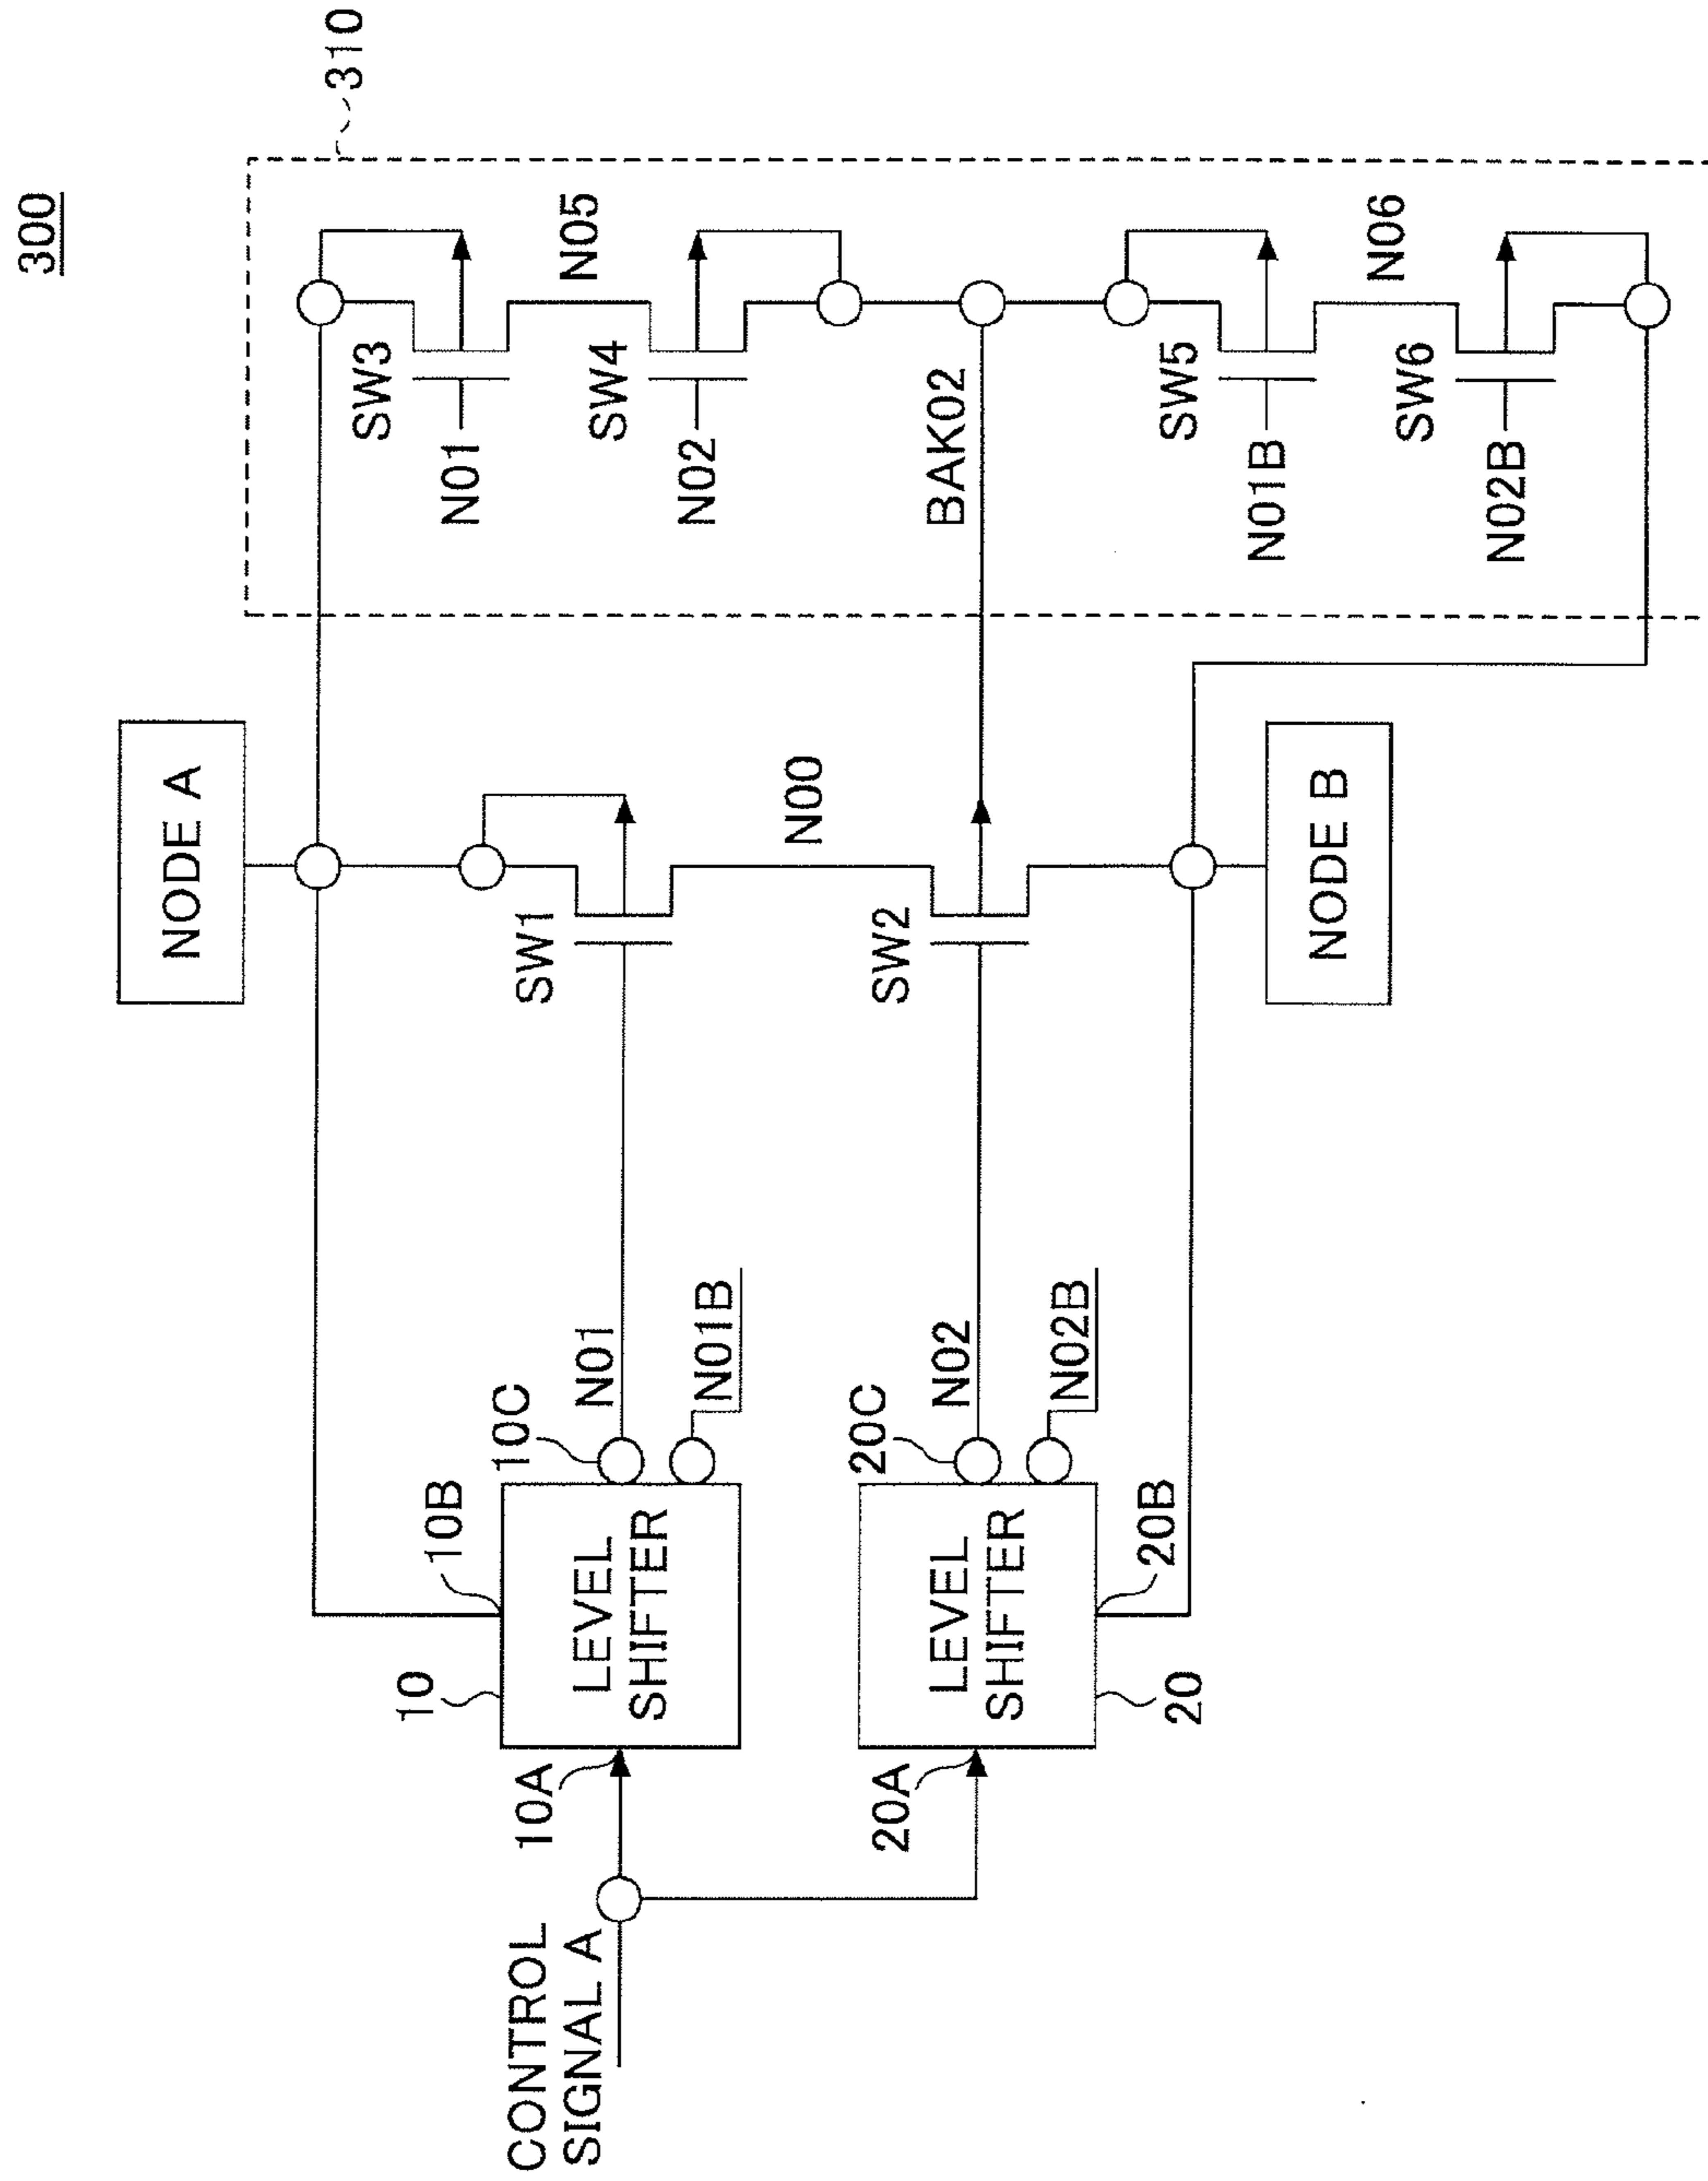 300
310
NODE A
SW3
N01
N05
SW4
N02
BAK02
SW5
N01B
N06
SW6
N02B
SW1
N00
SW2
NODE B
CONTROL
SIGNAL A
10
10A
10B
10C
LEVEL
SHIFTER
N01
N01B
20A
20C
N02
LEVEL
SHIFTER
N02B
20
20B